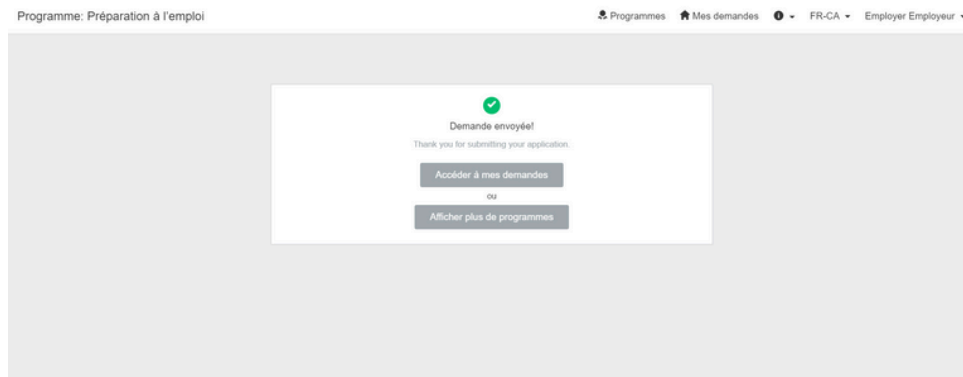 Programme: Préparation à l'emploi
Programmes Mes demandes FR-CA Employer Employeur
Demande envoyée!
Thank you for submitting your application.
Accéder à mes demandes
ou
Afficher plus de programmes